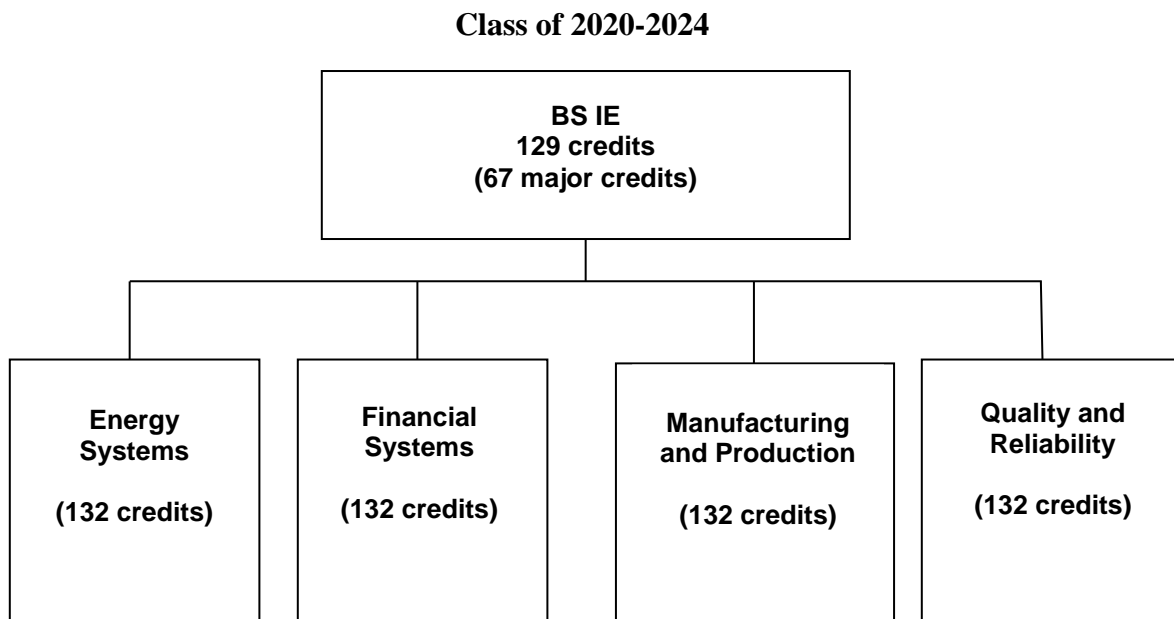 Class of 2020-2024
BS IE
129 credits
(67 major credits)
Energy
Systems
(132 credits)
Financial
Systems
(132 credits)
Manufacturing
and Production
(132 credits)
Quality and
Reliability
(132 credits)